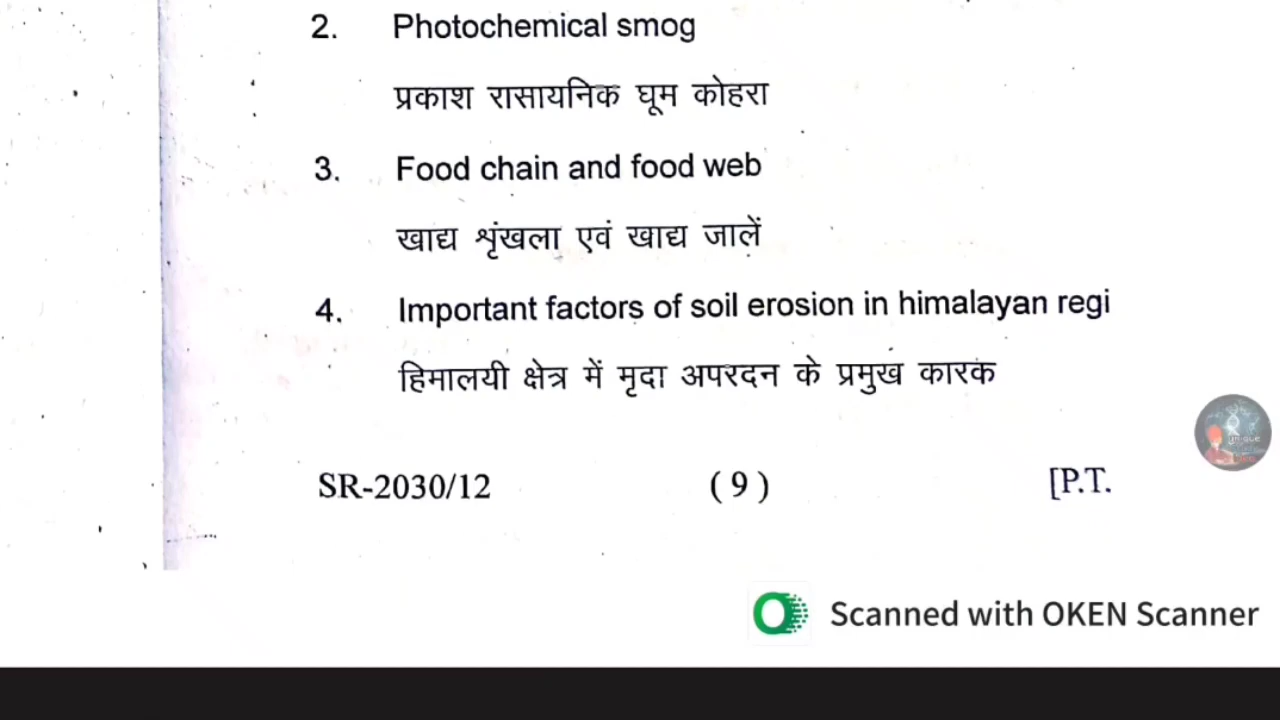 2. Photochemical smog
प्रकाश रासायनिक घूम कोहरा
3. Food chain and food web
खाद्य श्रृंखला एवं खाद्य जालें
4. Important factors of soil erosion in himalayan regi
हिमालयी क्षेत्र में मृदा अपरदन के प्रमुख कारक
SR-2030/12 (9) [P.T.
Scanned with OKEN Scanner